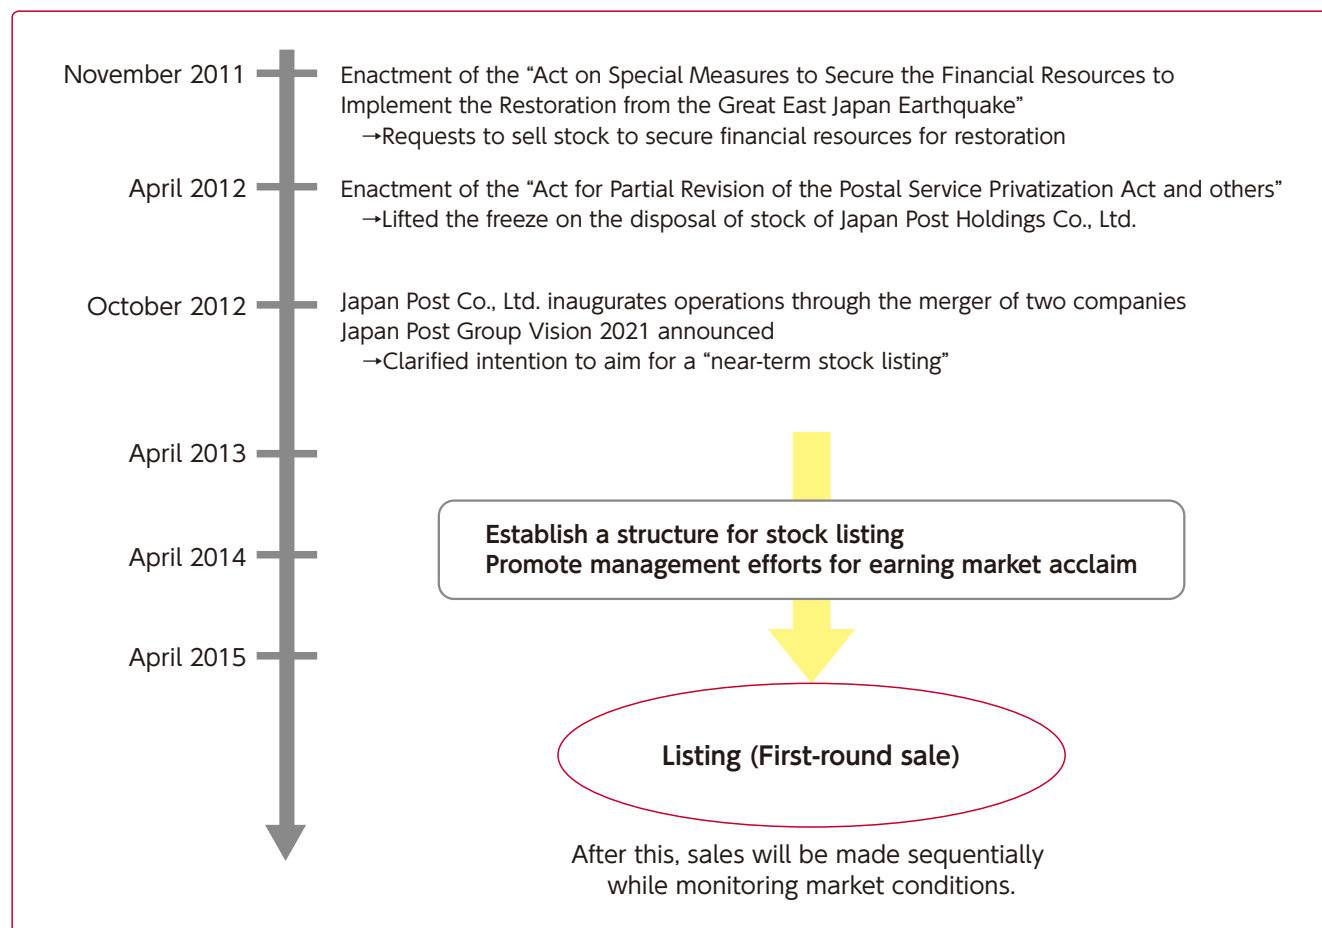 November 2011
Enactment of the “Act on Special Measures to Secure the Financial Resources to
Implement the Restoration from the Great East Japan Earthquake”
→Requests to sell stock to secure financial resources for restoration
April 2012
Enactment of the “Act for Partial Revision of the Postal Service Privatization Act and others”
→Lifted the freeze on the disposal of stock of Japan Post Holdings Co., Ltd.
October 2012
Japan Post Co., Ltd. inaugurates operations through the merger of two companies
Japan Post Group Vision 2021 announced
→Clarified intention to aim for a “near-term stock listing”
April 2013
Establish a structure for stock listing
Promote management efforts for earning market acclaim
April 2014
April 2015
Listing (First-round sale)
After this, sales will be made sequentially
while monitoring market conditions.